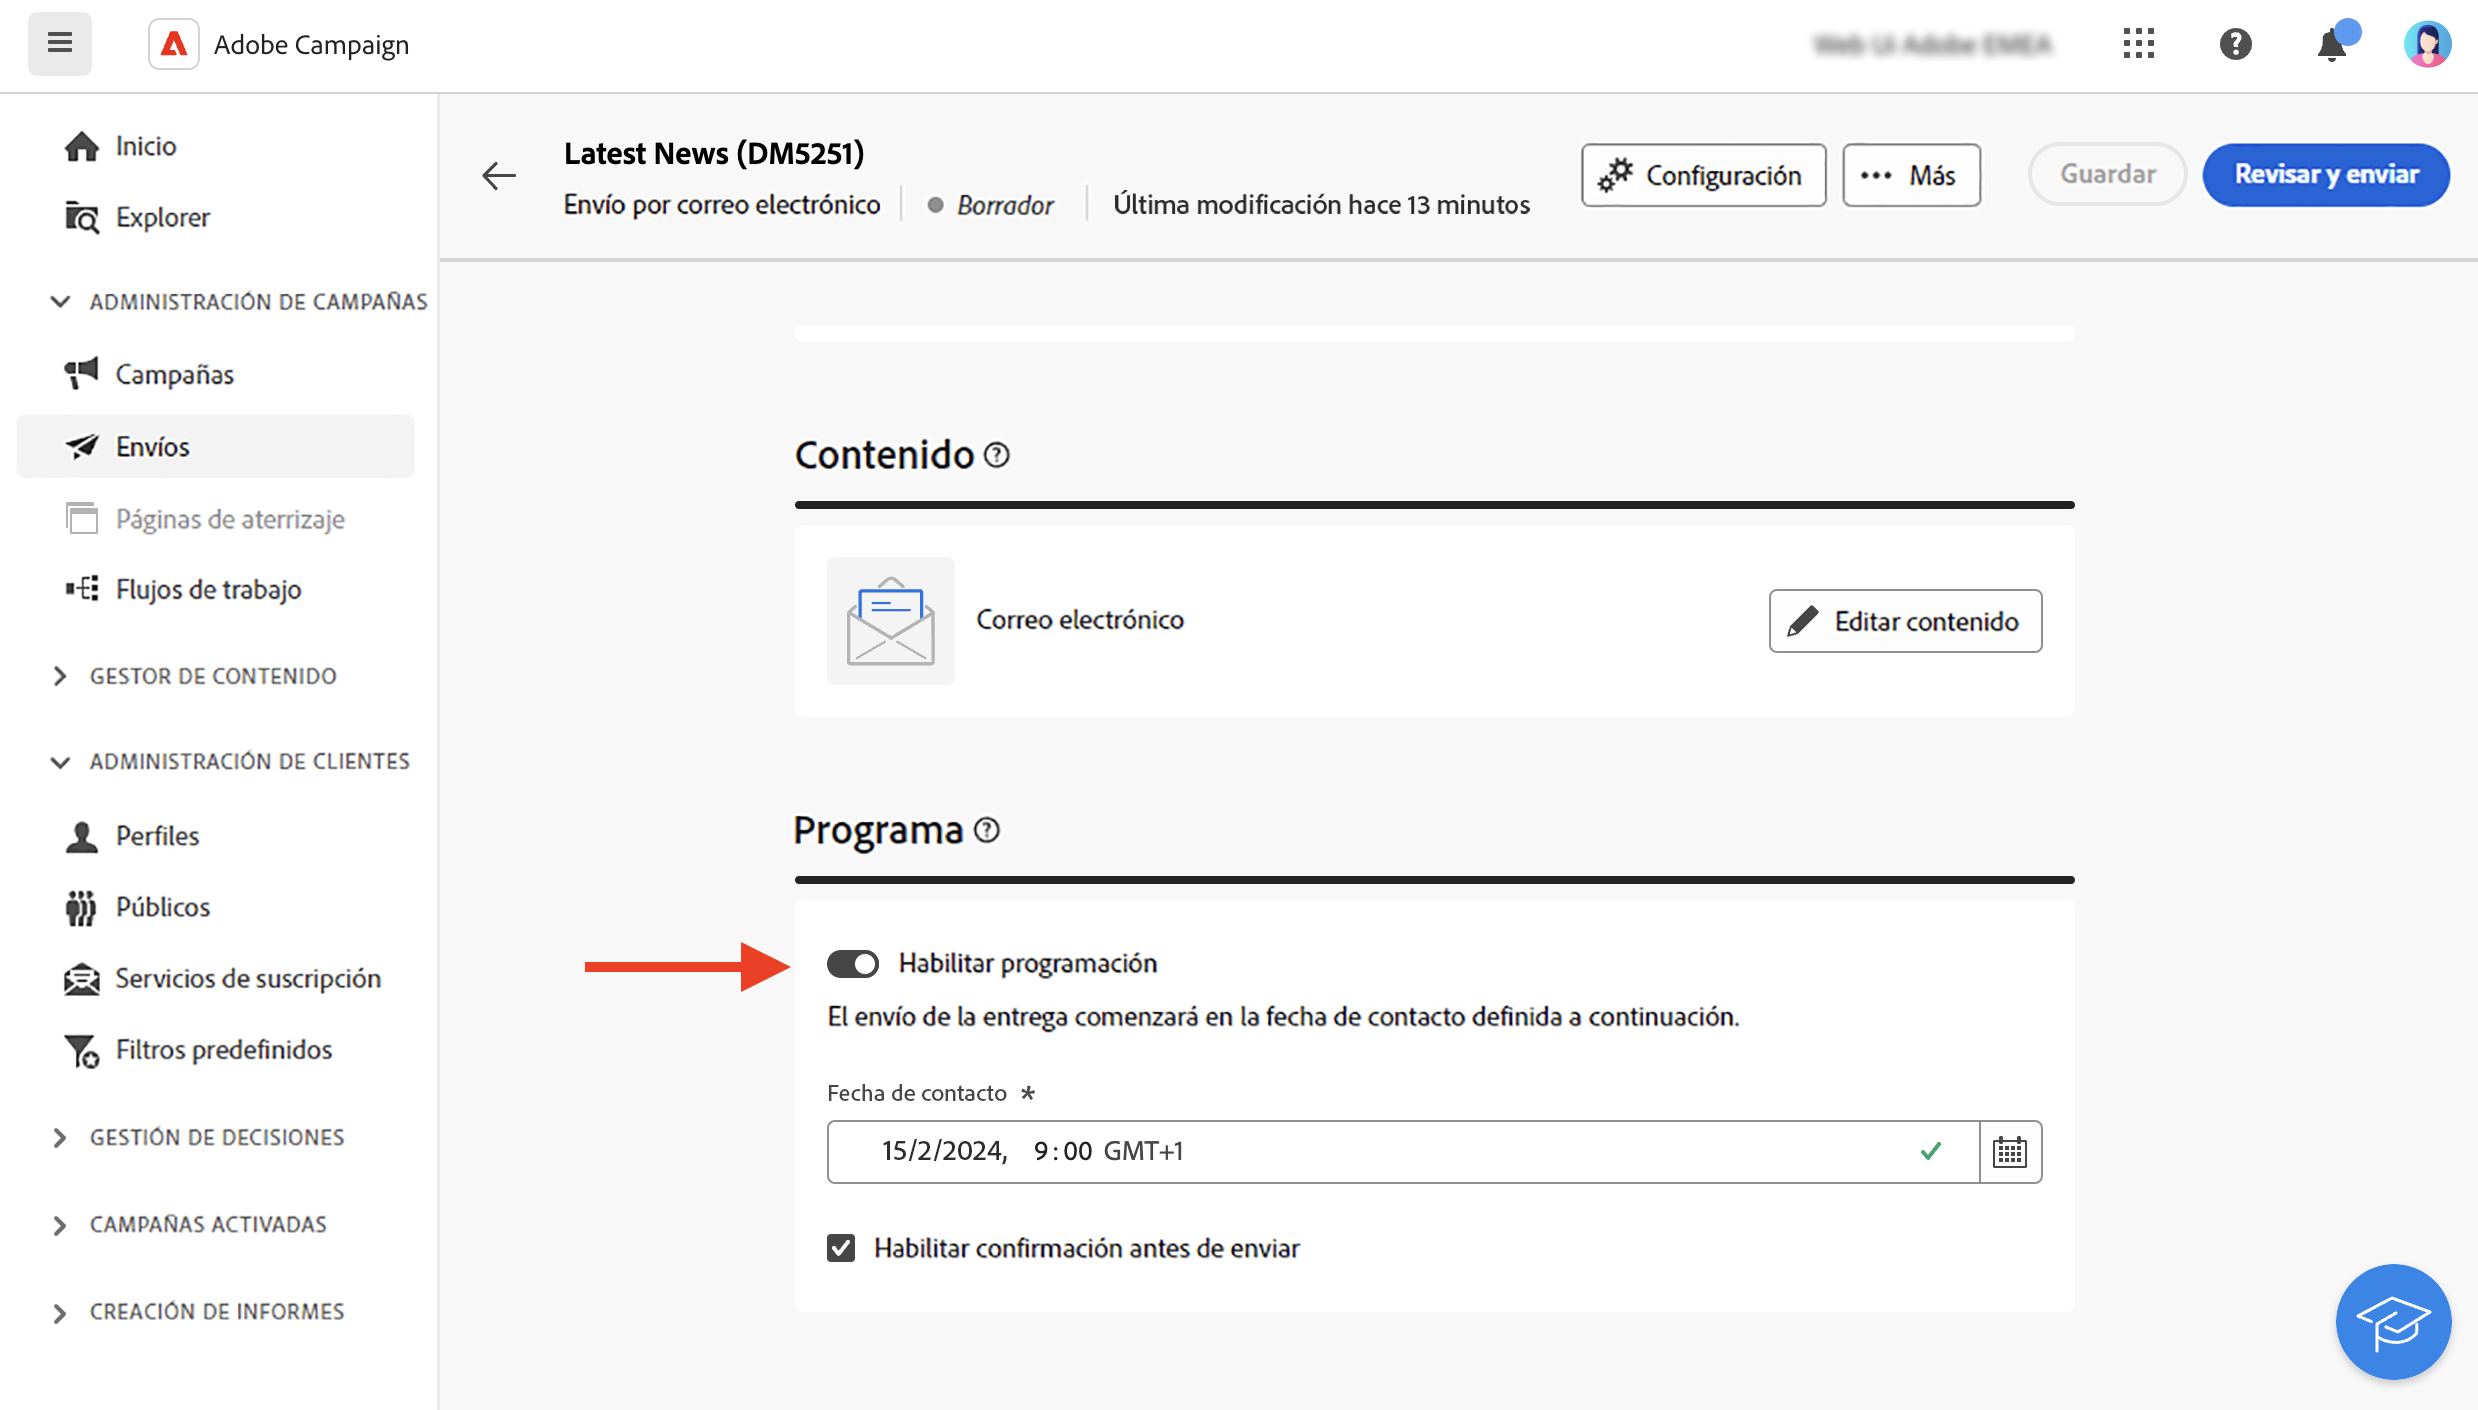 Adobe Campaign
Inicio
Explorer
ADMINISTRACIÓN DE CAMPAÑAS
Campañas
Envíos
Páginas de aterrizaje
Flujos de trabajo
GESTOR DE CONTENIDO
ADMINISTRACIÓN DE CLIENTES
Perfiles
Públicos
Servicios de suscripción
Filtros predefinidos
GESTIÓN DE DECISIONES
CAMPAÑAS ACTIVADAS
CREACIÓN DE INFORMES
Latest News (DM5251)
Envío por correo electrónico
Borrador
Última modificación hace 13 minutos
Configuración
Más
Guardar
Revisar y enviar
Contenido
Correo electrónico
Editar contenido
Programa
Habilitar programación
El envío de la entrega comenzará en la fecha de contacto definida a continuación.
Fecha de contacto *
15/2/2024, 9:00 GMT+1
Habilitar confirmación antes de enviar